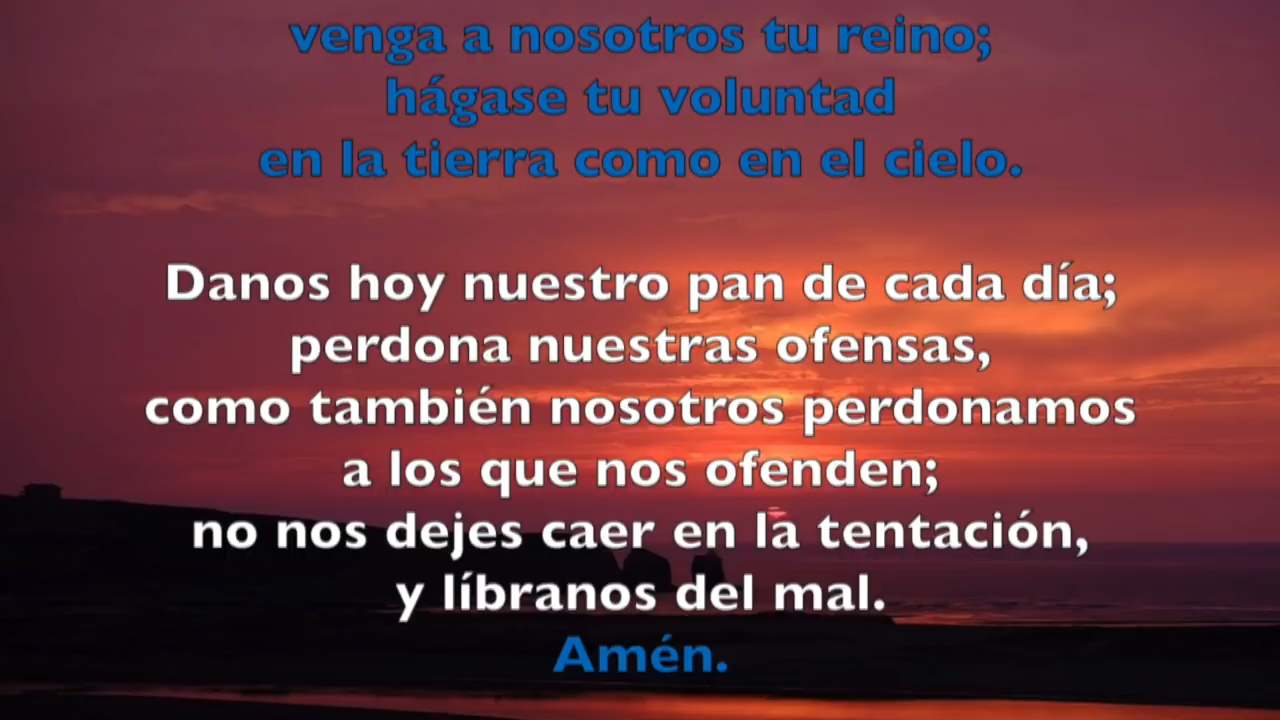 venga a nosotros tu reino;
hágase tu voluntad
en la tierra como en el cielo.
Danos hoy nuestro pan de cada día;
perdona nuestras ofensas,
como también nosotros perdonamos
a los que nos ofenden;
no nos dejes caer en la tentación,
y líbranos del mal.
Amén.